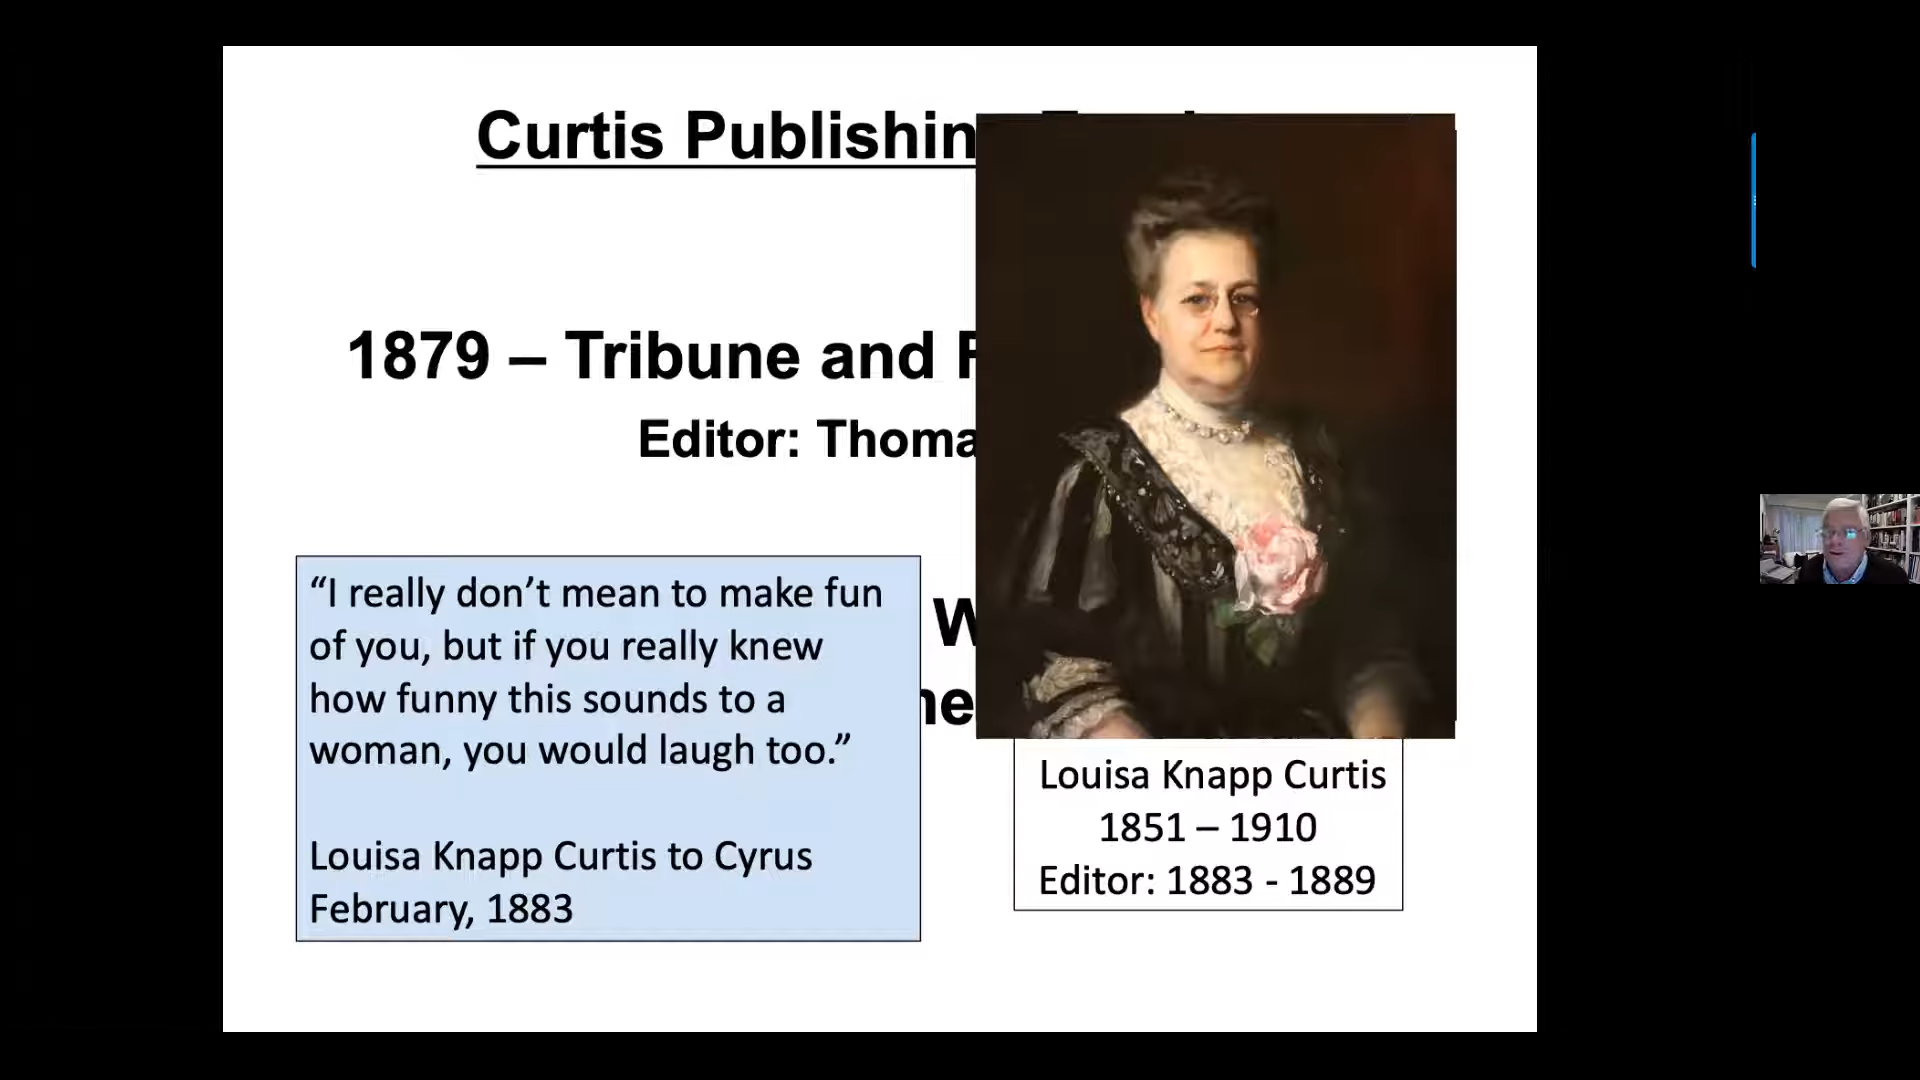 Curtis Publishin
1879 – Tribune and F
Editor: Thoma
W
“I really don’t mean to make fun
of you, but if you really knew
how funny this sounds to a
woman, you would laugh too.”
Louisa Knapp Curtis to Cyrus
February, 1883
Louisa Knapp Curtis
1851 – 1910
Editor: 1883 - 1889